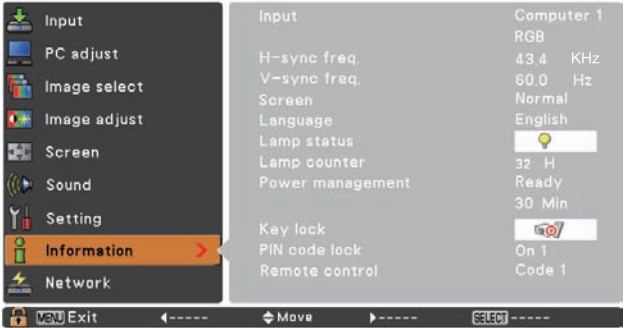 Input
PC adjust
Image select
Image adjust
Screen
Sound
Setting
Information
Network
Input Computer 1
RGB
H-sync freq. 43.4 KHz
V-sync freq. 60.0 Hz
Screen Normal
Language English
Lamp status
Lamp counter 32 H
Power management Ready
30 Min
Key lock
PIN code lock On 1
Remote control Code 1
MENU Exit ◄----- Move ►----- SELECT -----